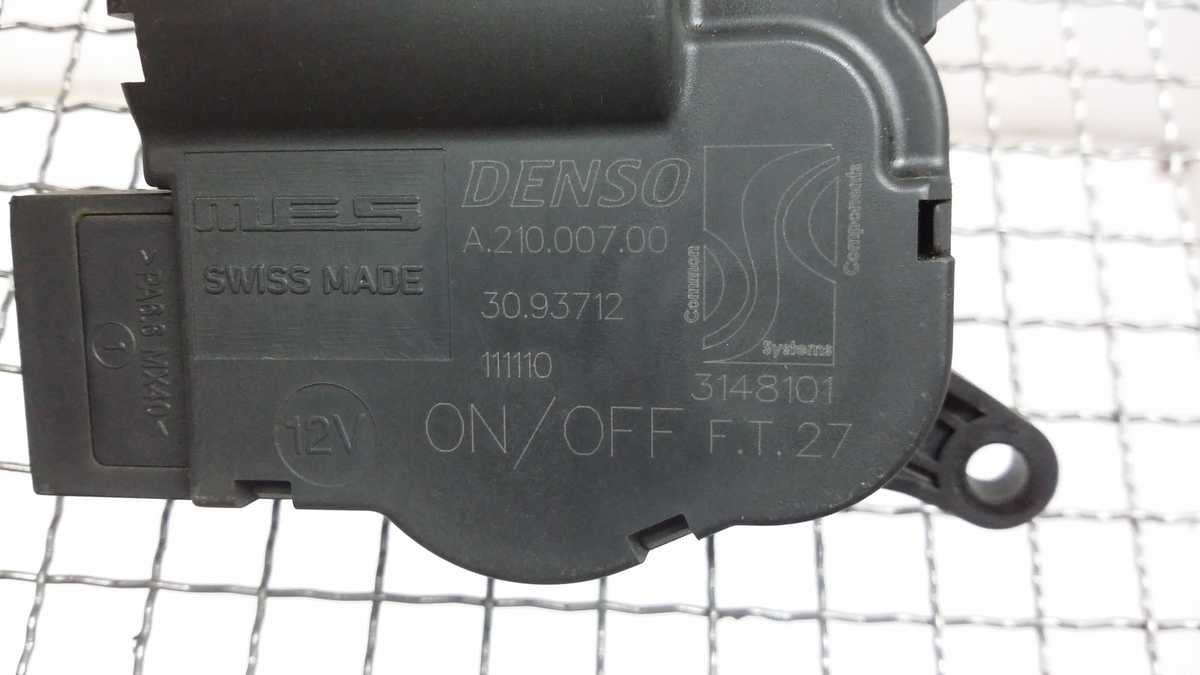 MES
SWISS MADE
>PA6.6 MX40<
1
12V
DENSO
A.210.007.00
30.93712
111110
ON/OFF
Common
Components
Systems
3148101
F.T.27